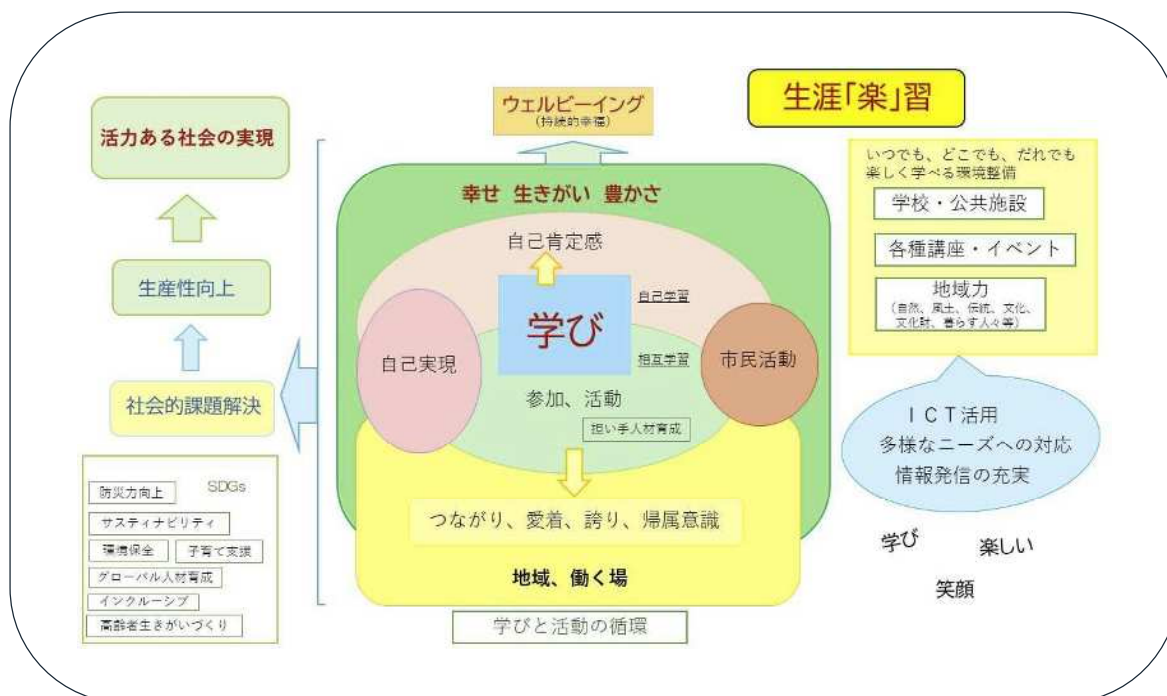 生涯「楽」習
活力ある社会の実現
生産性向上
社会的課題解決
防災力向上
SDGs
サスティナビリティ
環境保全
子育て支援
グローバル人材育成
インクルーシブ
高齢者生きがいづくり
ウェルビーイング
(持続的幸福)
幸せ 生きがい 豊かさ
自己肯定感
学び
自己学習
相互学習
自己実現
市民活動
参加、活動
担い手人材育成
つながり、愛着、誇り、帰属意識
地域、働く場
学びと活動の循環
いつでも、どこでも、だれでも
楽しく学べる環境整備
学校・公共施設
各種講座・イベント
地域力
(自然、風土、伝統、文化、
文化財、暮らす人々等)
ICT活用
多様なニーズへの対応
情報発信の充実
学び
楽しい
笑顔